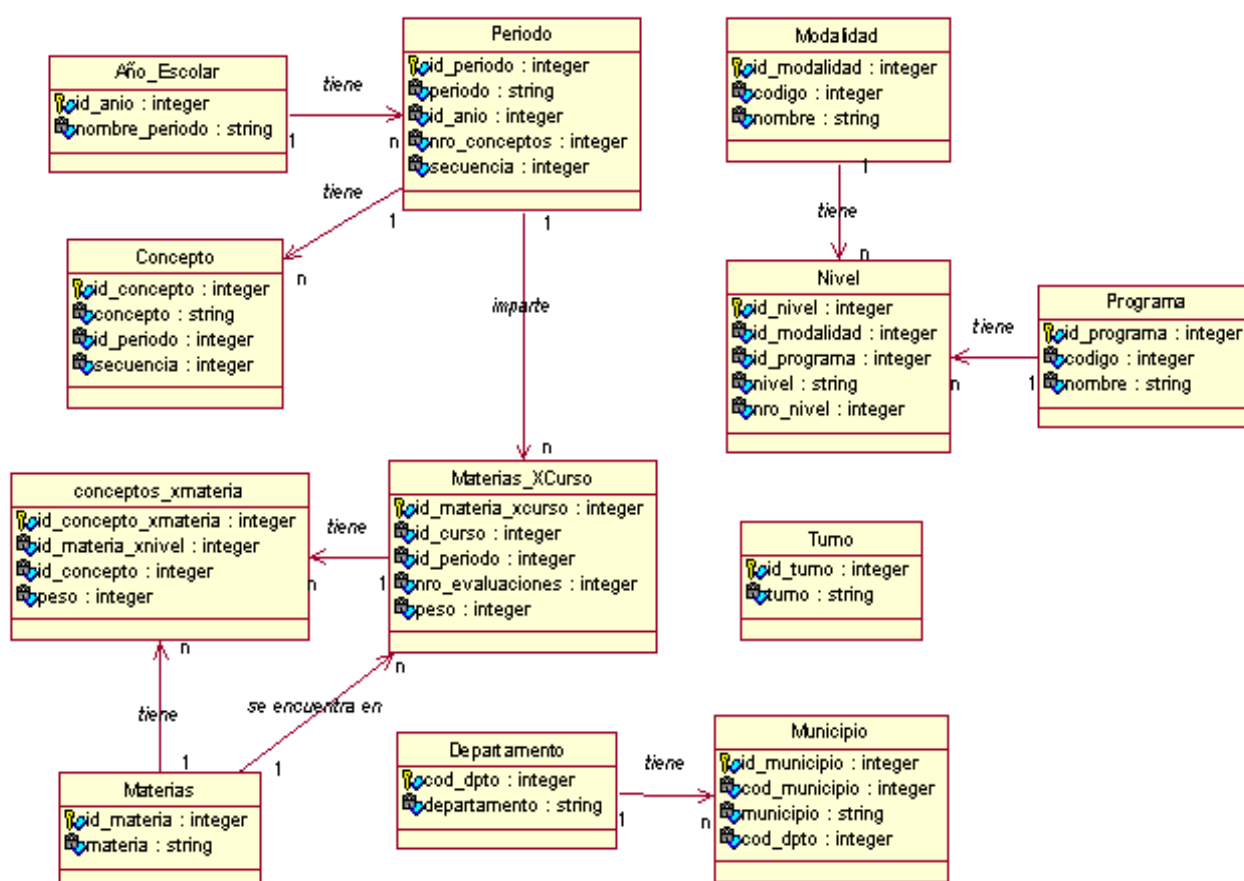 Año_Escolar
id_anio : integer
nombre_periodo : string
tiene
1
n
Periodo
id_periodo : integer
periodo : string
id_anio : integer
nro_conceptos : integer
secuencia : integer
Modalidad
id_modalidad : integer
codigo : integer
nombre : string
tiene
1
n
1
imparte
n
1
tiene
n
Concepto
id_concepto : integer
concepto : string
id_periodo : integer
secuencia : integer
Nivel
id_nivel : integer
id_modalidad : integer
id_programa : integer
nivel : string
nro_nivel : integer
tiene
n
1
Programa
id_programa : integer
codigo : integer
nombre : string
conceptos_xmateria
id_concepto_xmateria : integer
id_materia_xnivel : integer
id_concepto : integer
peso : integer
tiene
n
1
Materias_XCurso
id_materia_xcurso : integer
id_curso : integer
id_periodo : integer
nro_evaluaciones : integer
peso : integer
Turno
id_turno : integer
turno : string
n
tiene
1
n
se encuentra en
1
Materias
id_materia : integer
materia : string
Departamento
cod_dpto : integer
departamento : string
tiene
1
n
Municipio
id_municipio : integer
cod_municipio : integer
municipio : string
cod_dpto : integer